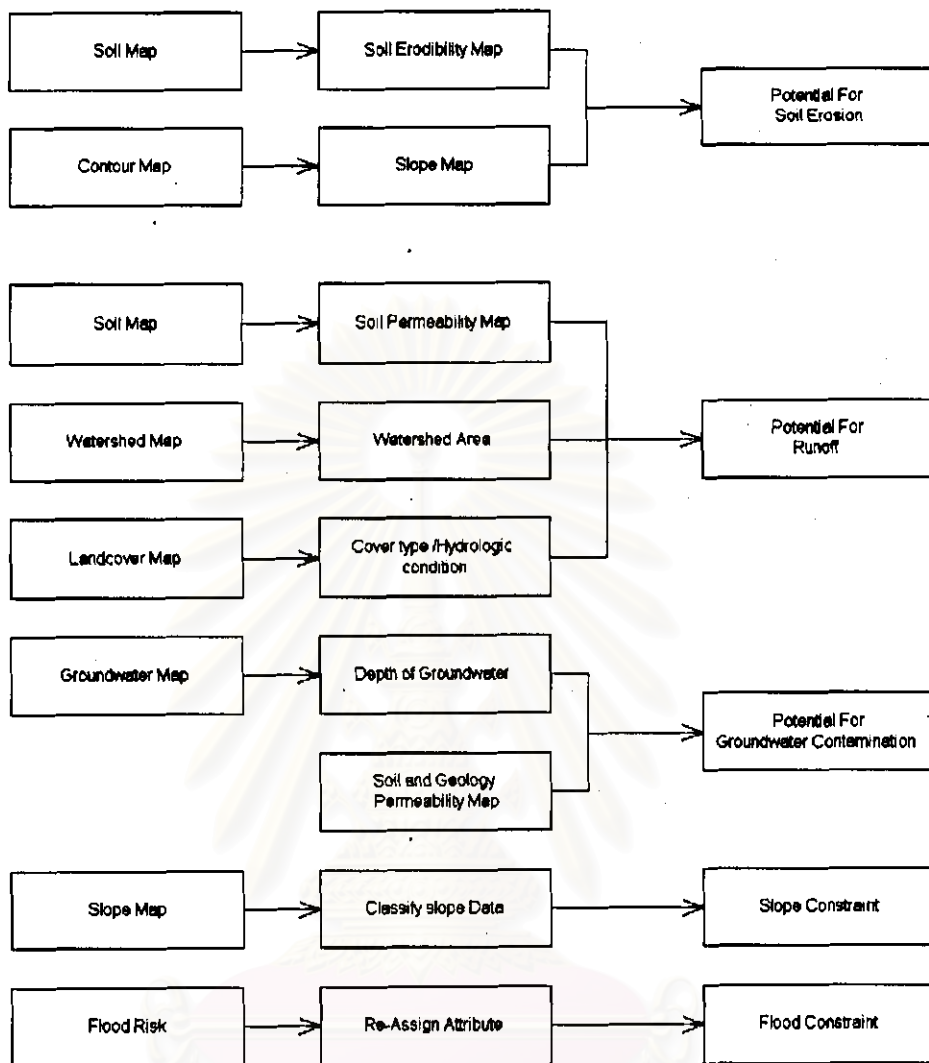 Soil Map
Soil Erodibility Map
Potential For
Soil Erosion
Contour Map
Slope Map
Soil Map
Soil Permeability Map
Watershed Map
Watershed Area
Potential For
Runoff
Landcover Map
Cover type /Hydrologic
condition
Groundwater Map
Depth of Groundwater
Potential For
Groundwater Contamination
Soil and Geology
Permeability Map
Slope Map
Classify slope Data
Slope Constraint
Flood Risk
Re-Assign Attribute
Flood Constraint